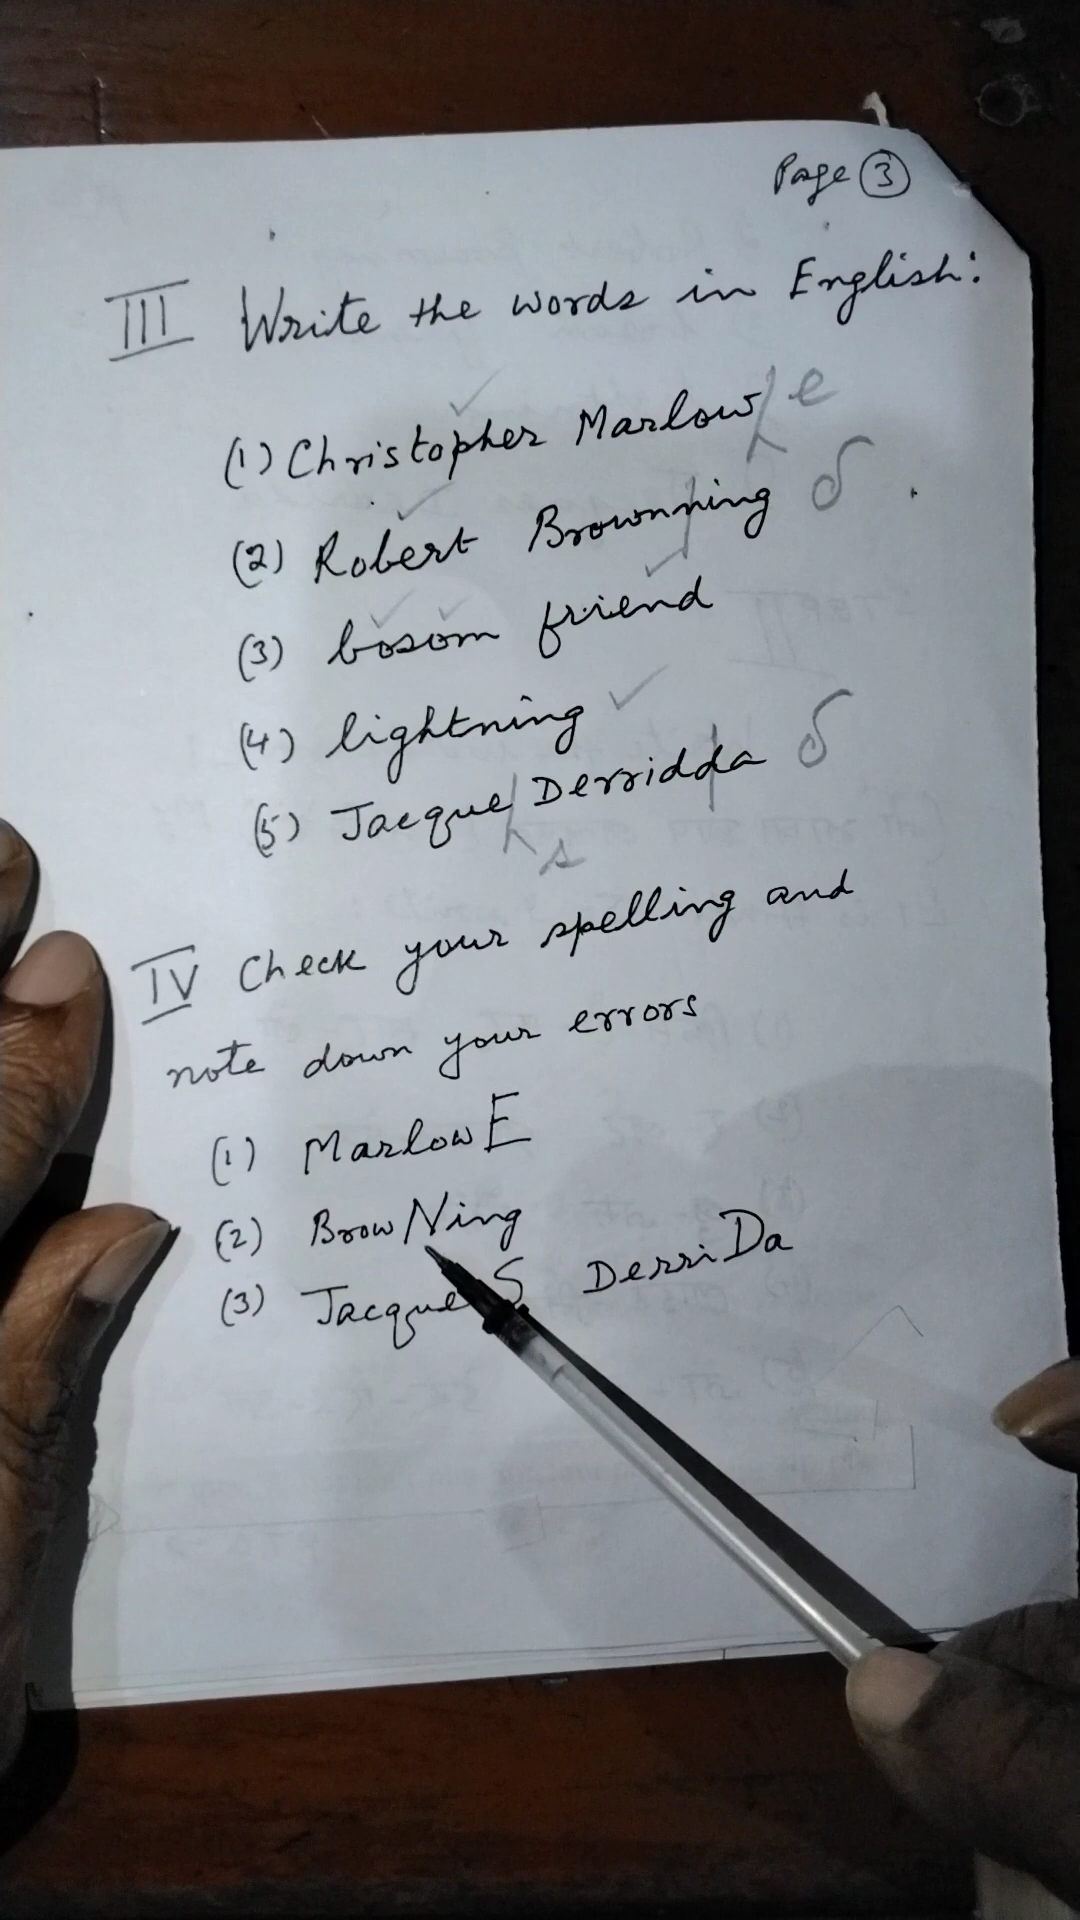 Page 3
III Write the words in English:
(1) Christopher Marlow e
(2) Robert Brownning
(3) bosom friend
(4) lightning
(5) Jacque Derridda
s
IV Check your spelling and
note down your errors
(1) MarlowE
(2) BrowNing
(3) JacqueS DerriDa